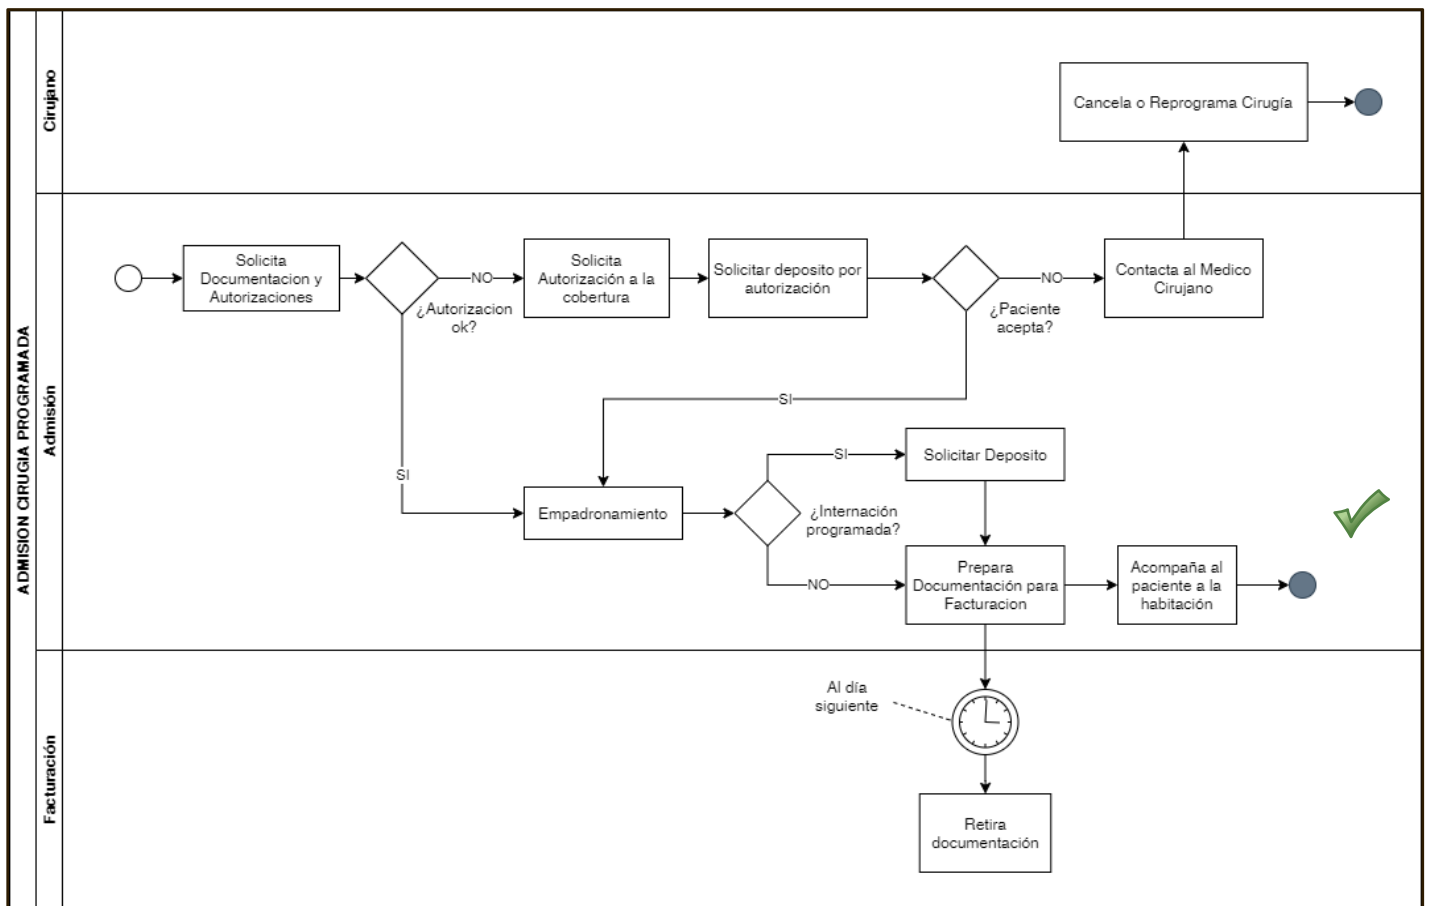 ADMISION CIRUGIA PROGRAMADA
Cirujano
Cancela o Reprograma Cirugía
Admisión
Solicita
Documentacion y
Autorizaciones
¿Autorizacion
ok?
NO
SI
Solicita
Autorización a la
cobertura
Solicitar deposito por
autorización
¿Paciente
acepta?
NO
SI
Contacta al Medico
Cirujano
Empadronamiento
¿Internación
programada?
SI
NO
Solicitar Deposito
Prepara
Documentación para
Facturacion
Acompaña al
paciente a la
habitación
Facturación
Al día
siguiente
Retira
documentación